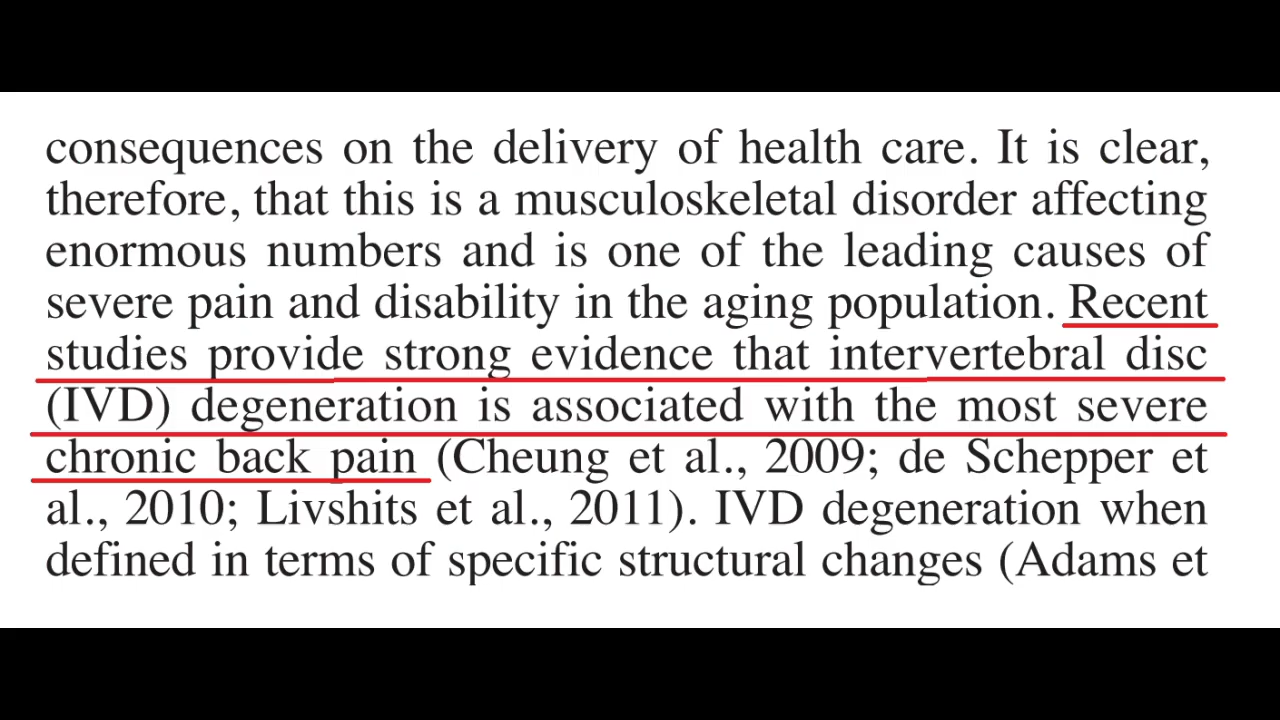 consequences on the delivery of health care. It is clear,
therefore, that this is a musculoskeletal disorder affecting
enormous numbers and is one of the leading causes of
severe pain and disability in the aging population. Recent
studies provide strong evidence that intervertebral disc
(IVD) degeneration is associated with the most severe
chronic back pain (Cheung et al., 2009; de Schepper et
al., 2010; Livshits et al., 2011). IVD degeneration when
defined in terms of specific structural changes (Adams et